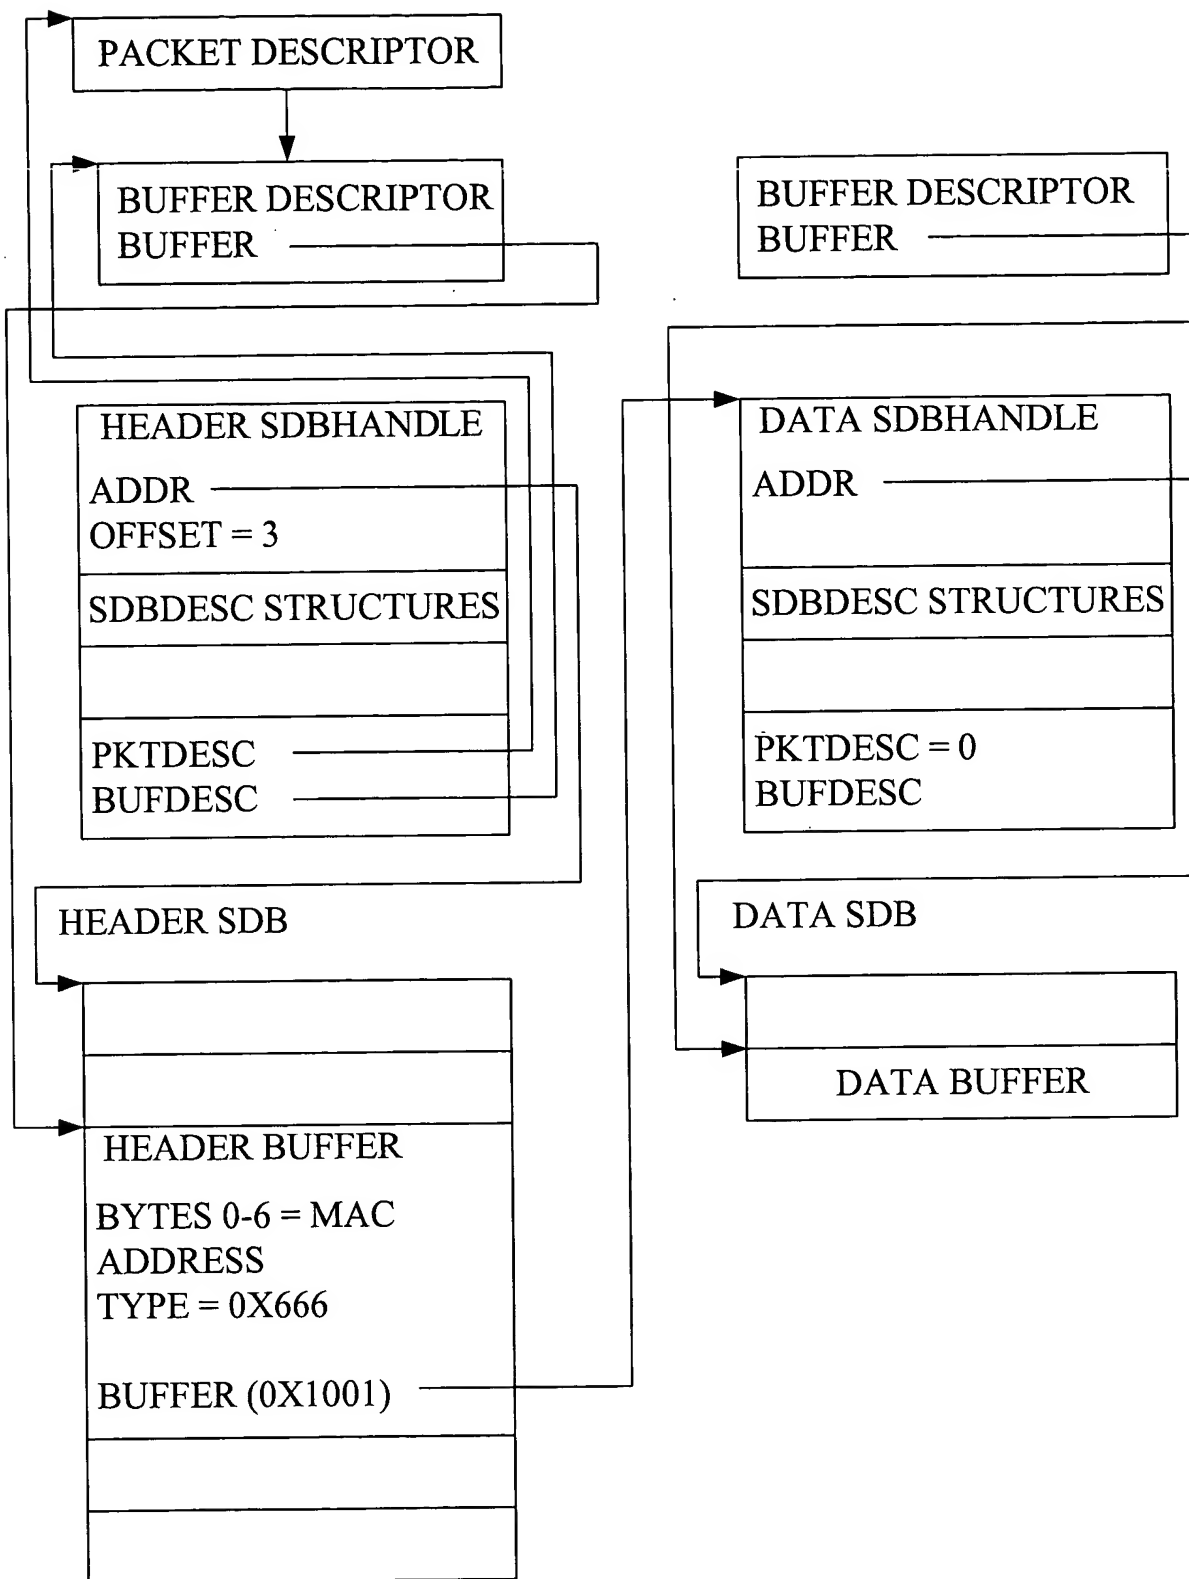 PACKET DESCRIPTOR
BUFFER DESCRIPTOR
BUFFER
HEADER SDBHANDLE
ADDR
OFFSET = 3
SDBDESC STRUCTURES
PKTDESC
BUFDESC
HEADER SDB
HEADER BUFFER
BYTES 0-6 = MAC
ADDRESS
TYPE = 0X666
BUFFER (0X1001)
BUFFER DESCRIPTOR
BUFFER
DATA SDBHANDLE
ADDR
SDBDESC STRUCTURES
PKTDESC = 0
BUFDESC
DATA SDB
DATA BUFFER